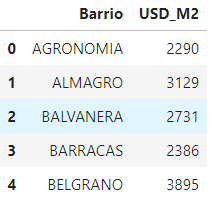 Barrio USD_M2
0 AGRONOMIA 2290
1 ALMAGRO 3129
2 BALVANERA 2731
3 BARRACAS 2386
4 BELGRANO 3895